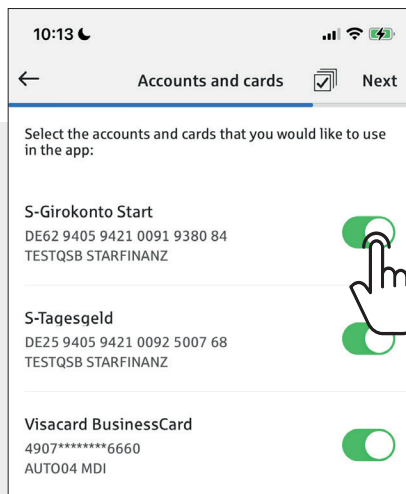 10:13
Accounts and cards
Next
Select the accounts and cards that you would like to use
in the app:
S-Girokonto Start
DE62 9405 9421 0091 9380 84
TESTQSB STARFINANZ
S-Tagesgeld
DE25 9405 9421 0092 5007 68
TESTQSB STARFINANZ
Visacard BusinessCard
4907********6660
AUTO04 MDI